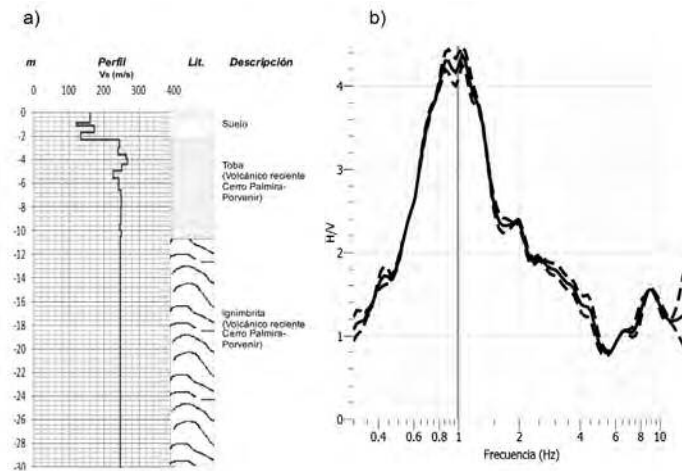 a)
m Perfil Lit. Descripción
Vs (m/s)
0 100 200 300 400
0
-2
-4
-6
-8
-10
-12
-14
-16
-18
-20
-22
-24
-26
-28
-30
Suelo
Toba
(Volcánico reciente
Cerro Palmira-
Porvenir)
Ignimbrita
(Volcánico reciente
Cerro Palmira-
Porvenir)
b)
H/V
4
3
2
1
0
0.4 0.6 0.8 1 2 4 6 8 10
Frecuencia (Hz)